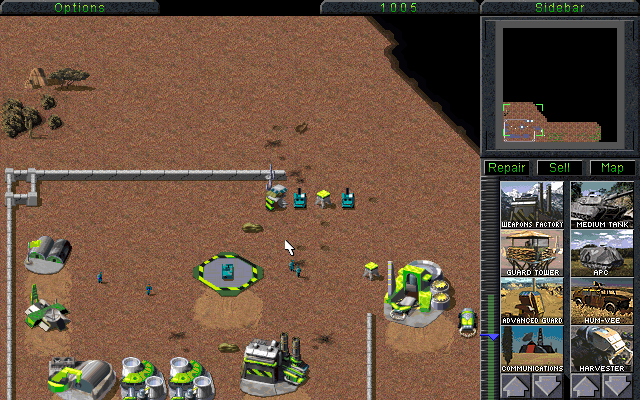 Options 1005 Sidebar
Repair Sell Map
WEAPONS FACTORY MEDIUM TANK
GUARD TOWER APC
ADVANCED GUARD HUM-VEE
COMMUNICATIONS HARVESTER